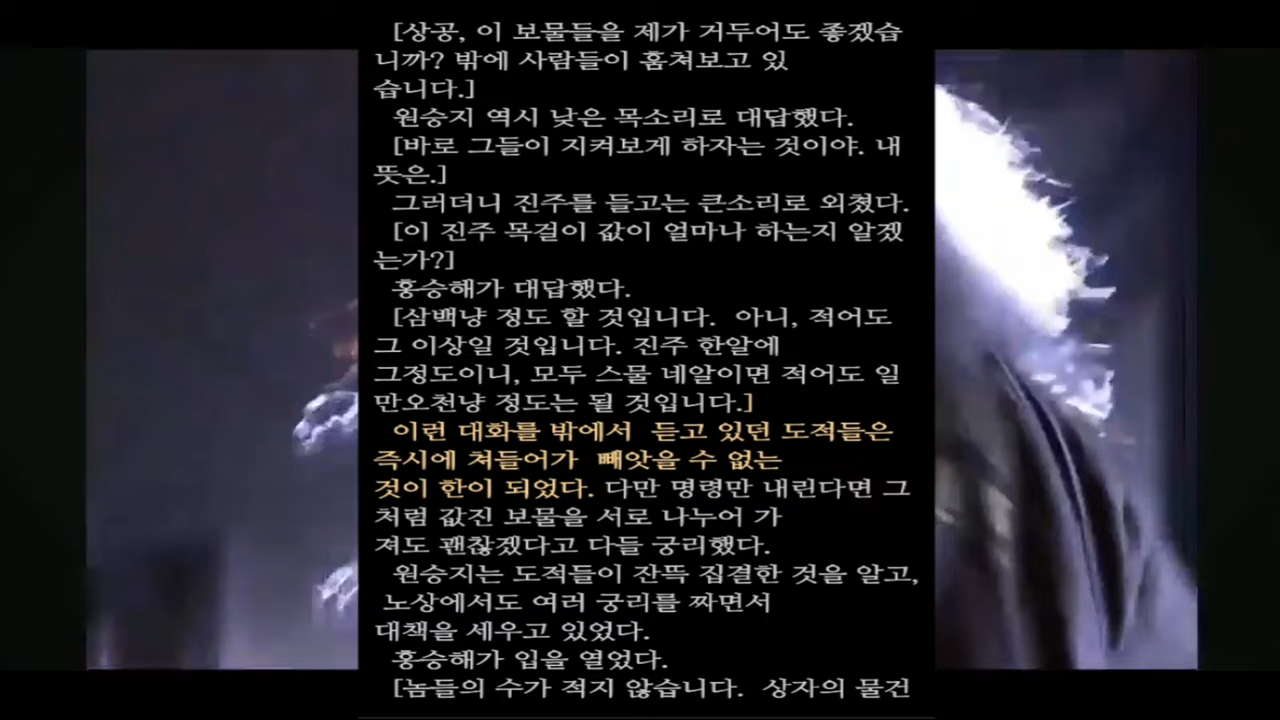 [상공, 이 보물들을 제가 거두어도 좋겠습
니까? 밖에 사람들이 훔쳐보고 있
습니다.]
원승지 역시 낮은 목소리로 대답했다.
[바로 그들이 지켜보게 하자는 것이야. 내
뜻은.]
그러더니 진주를 들고는 큰소리로 외쳤다.
[이 진주 목걸이 값이 얼마나 하는지 알겠
는가?]
홍승해가 대답했다.
[삼백냥 정도 할 것입니다. 아니, 적어도
그 이상일 것입니다. 진주 한알에
그정도이니, 모두 스물 네알이면 적어도 일
만오천냥 정도는 될 것입니다.]
이런 대화를 밖에서 듣고 있던 도적들은
즉시에 쳐들어가 빼앗을 수 없는
것이 한이 되었다. 다만 명령만 내린다면 그
처럼 값진 보물을 서로 나누어 가
져도 괜찮겠다고 다들 궁리했다.
원승지는 도적들이 잔뜩 집결한 것을 알고,
노상에서도 여러 궁리를 짜면서
대책을 세우고 있었다.
홍승해가 입을 열었다.
[놈들의 수가 적지 않습니다. 상자의 물건